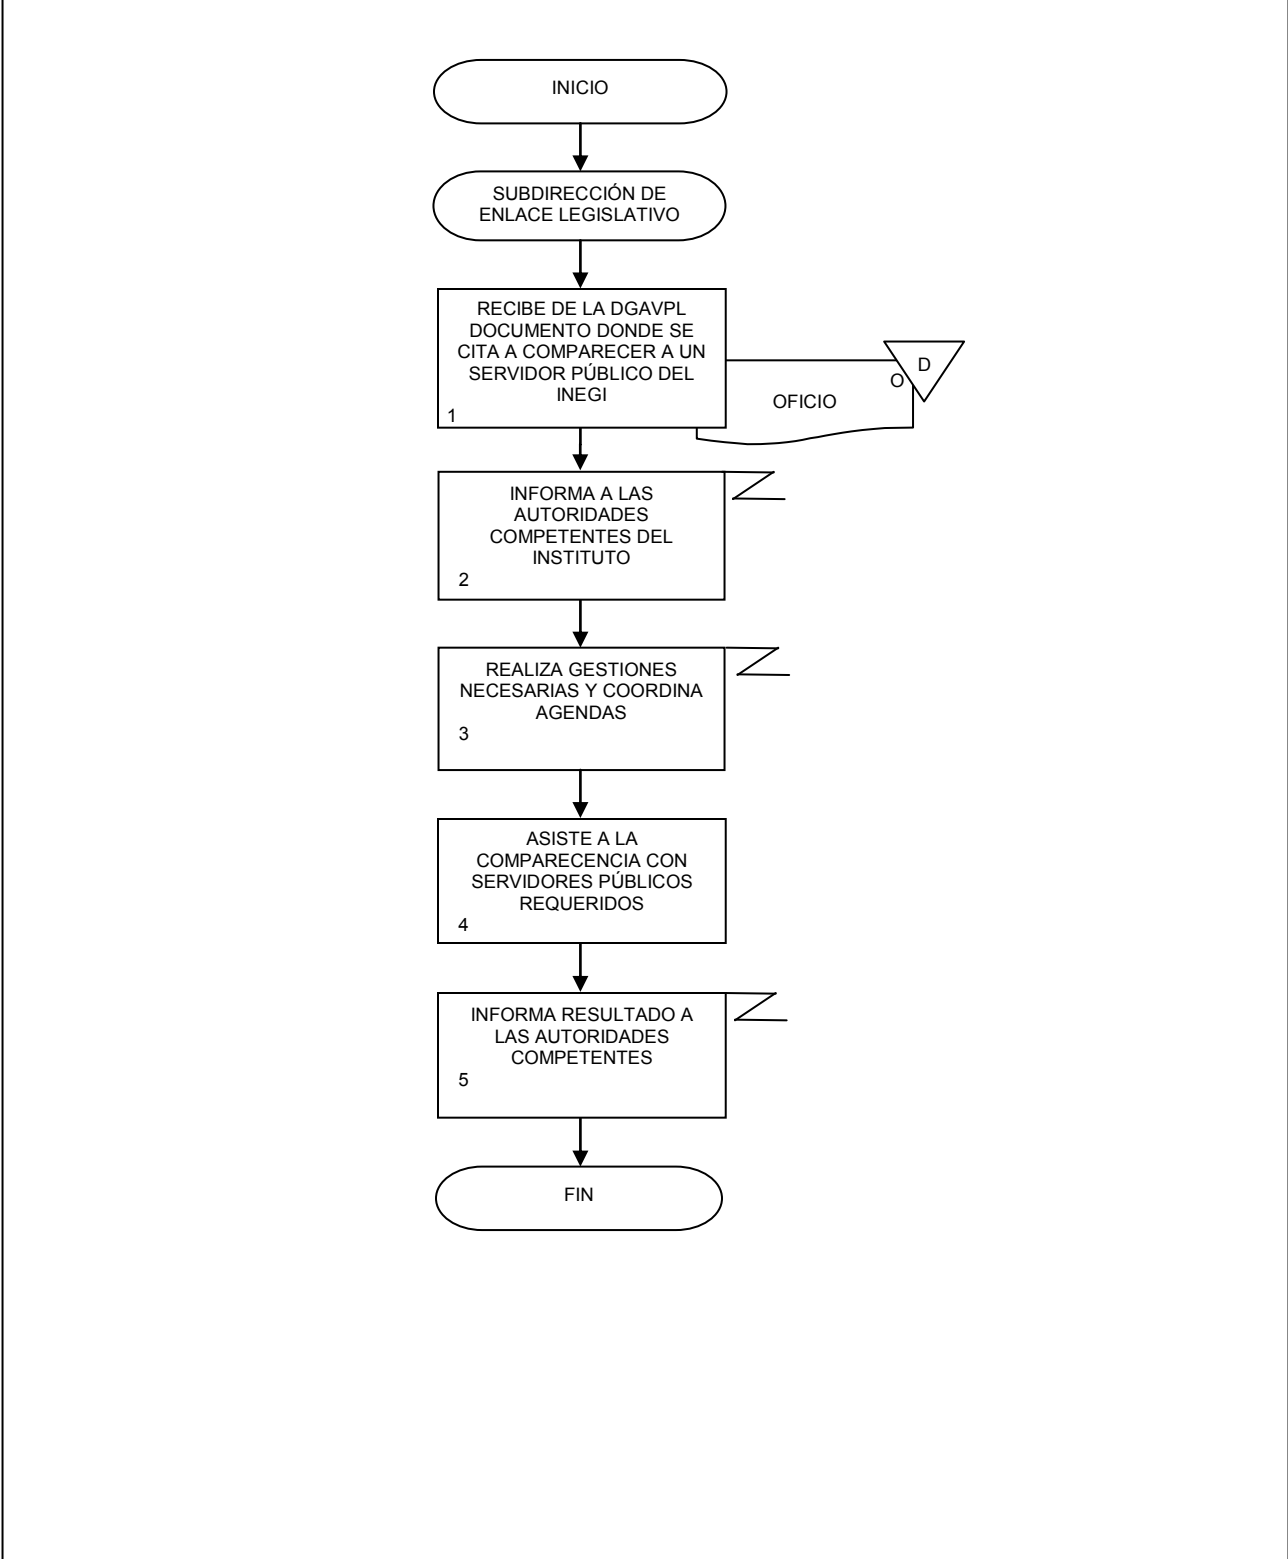 INICIO
SUBDIRECCIÓN DE
ENLACE LEGISLATIVO
RECIBE DE LA DGAVPL
DOCUMENTO DONDE SE
CITA A COMPARECER A UN
SERVIDOR PÚBLICO DEL
INEGI
1
D
O
OFICIO
INFORMA A LAS
AUTORIDADES
COMPETENTES DEL
INSTITUTO
2
REALIZA GESTIONES
NECESARIAS Y COORDINA
AGENDAS
3
ASISTE A LA
COMPARECENCIA CON
SERVIDORES PÚBLICOS
REQUERIDOS
4
INFORMA RESULTADO A
LAS AUTORIDADES
COMPETENTES
5
FIN